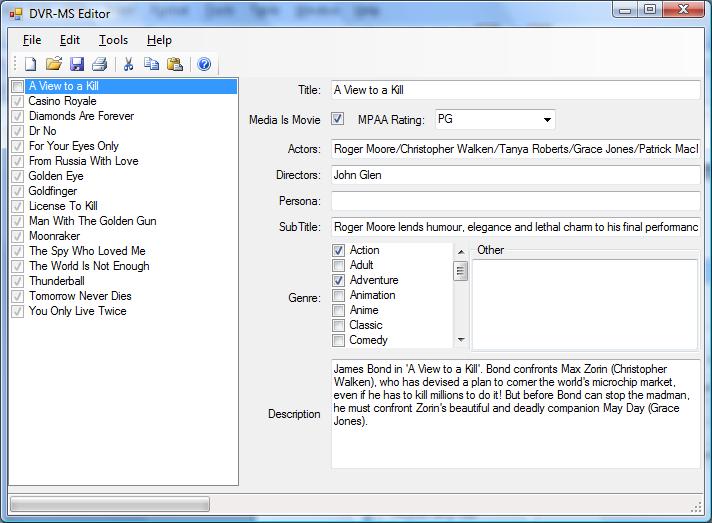 DVR-MS Editor
File Edit Tools Help
A View to a Kill
Casino Royale
Diamonds Are Forever
Dr No
For Your Eyes Only
From Russia With Love
Golden Eye
Goldfinger
License To Kill
Man With The Golden Gun
Moonraker
The Spy Who Loved Me
The World Is Not Enough
Thunderball
Tomorrow Never Dies
You Only Live Twice
Title: A View to a Kill
Media Is Movie MPAA Rating: PG
Actors: Roger Moore/Christopher Walken/Tanya Roberts/Grace Jones/Patrick Mac
Directors: John Glen
Persona:
SubTitle: Roger Moore lends humour, elegance and lethal charm to his final performanc
Genre:
Action
Adult
Adventure
Animation
Anime
Classic
Comedy
Other
Description
James Bond in 'A View to a Kill'. Bond confronts Max Zorin (Christopher
Walken), who has devised a plan to corner the world's microchip market,
even if he has to kill millions to do it! But before Bond can stop the madman,
he must confront Zorin's beautiful and deadly companion May Day (Grace
Jones).